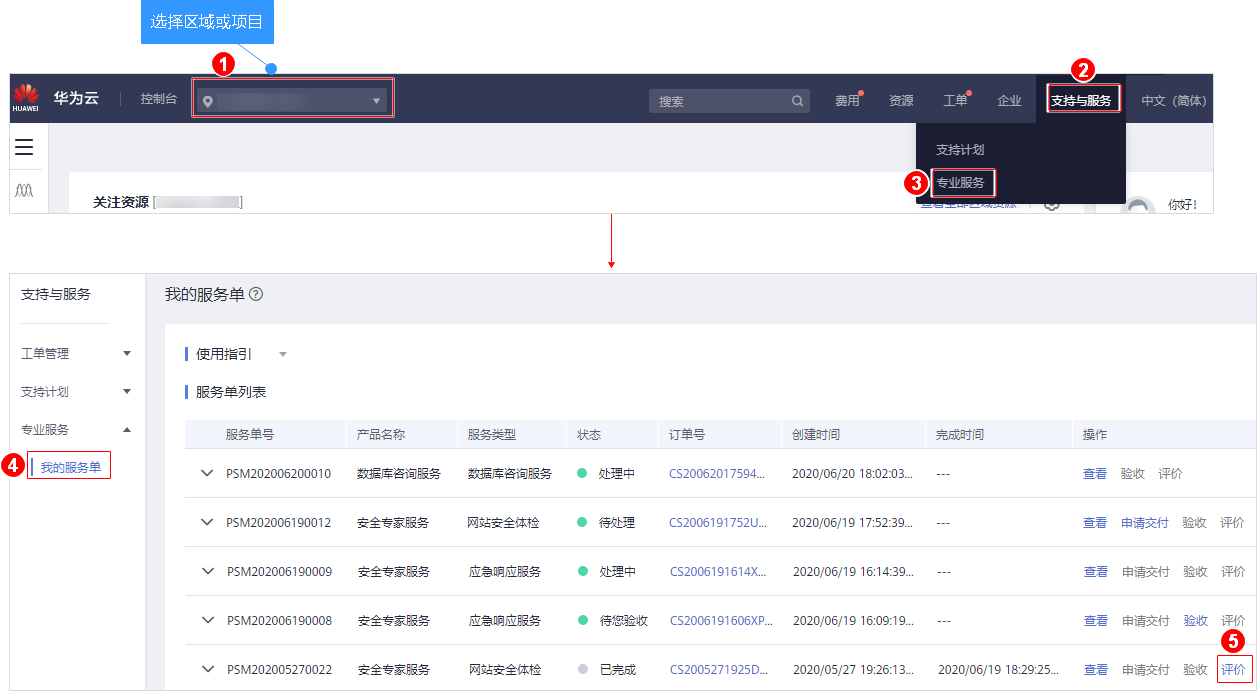 选择区域或项目
1
2
HUAWEI 华为云 控制台 搜索 费用 资源 工单 企业 支持与服务 中文（简体）
支持计划
3 专业服务
关注资源 [ ] 你好!
支持与服务 我的服务单 ?
工单管理 使用指引
支持计划 服务单列表
专业服务
4 我的服务单
服务单号 产品名称 服务类型 状态 订单号 创建时间 完成时间 操作
PSM202006200010 数据库咨询服务 数据库咨询服务 处理中 CS20062017594... 2020/06/20 18:02:03... --- 查看 验收 评价
PSM202006190012 安全专家服务 网站安全体检 待处理 CS2006191752U... 2020/06/19 17:52:39... --- 查看 申请交付 验收 评价
PSM202006190009 安全专家服务 应急响应服务 处理中 CS2006191614X... 2020/06/19 16:14:39... --- 查看 申请交付 验收 评价
PSM202006190008 安全专家服务 应急响应服务 待您验收 CS2006191606XP... 2020/06/19 16:09:19... --- 查看 申请交付 验收 评价
5
PSM202005270022 安全专家服务 网站安全体检 已完成 CS2005271925D... 2020/05/27 19:26:13... 2020/06/19 18:29:25... 查看 申请交付 验收 评价